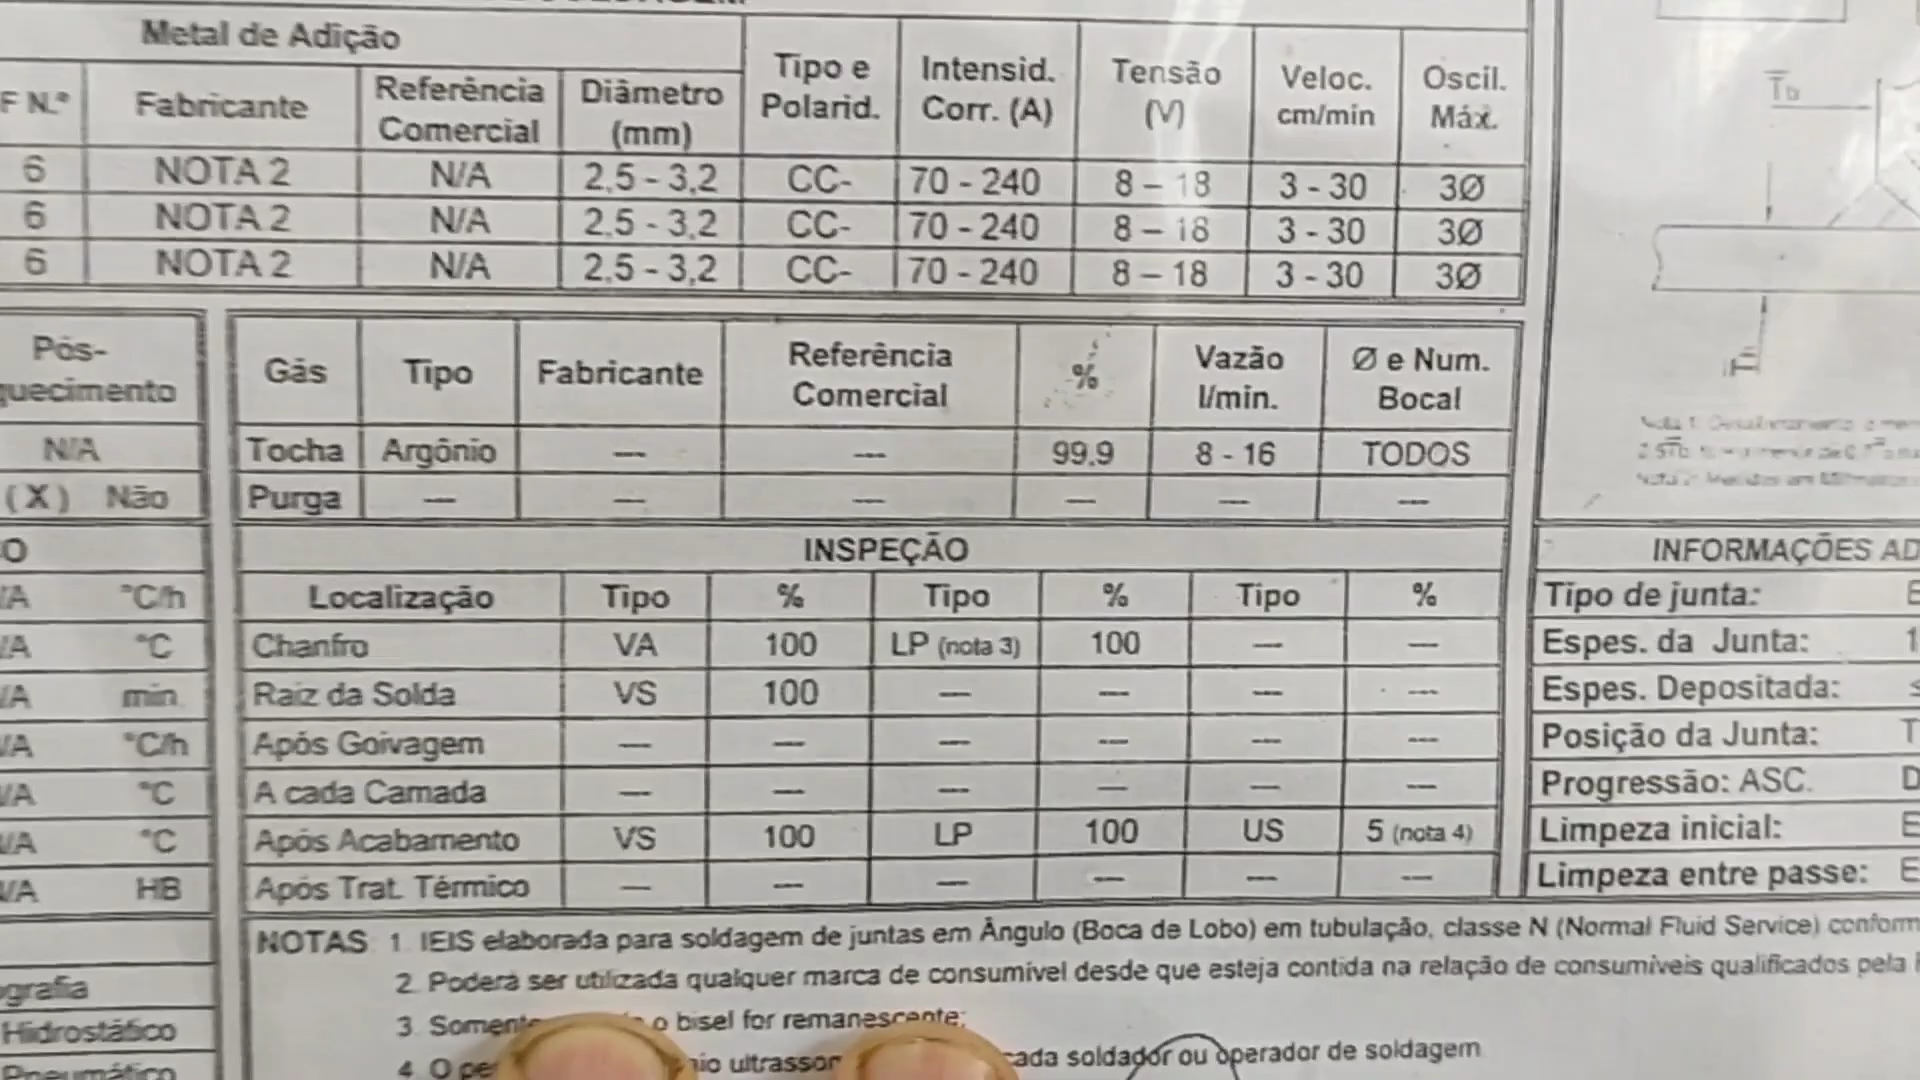 Metal de Adição
F N.º Fabricante Referência Comercial Diâmetro (mm) Tipo e Polarid. Intensid. Corr. (A) Tensão (V) Veloc. cm/min Oscil. Máx.
6 NOTA 2 N/A 2,5 - 3,2 CC- 70 - 240 8 – 18 3 - 30 3Ø
6 NOTA 2 N/A 2,5 - 3,2 CC- 70 - 240 8 – 18 3 - 30 3Ø
6 NOTA 2 N/A 2,5 - 3,2 CC- 70 - 240 8 – 18 3 - 30 3Ø
Tb
Pós-
quecimento
N/A
(X) Não
Gás Tipo Fabricante Referência Comercial % Vazão l/min. Ø e Num. Bocal
Tocha Argônio --- --- 99,9 8 - 16 TODOS
Purga --- --- --- --- --- ---
O
/A °C/h
/A °C
/A min.
/A °C/h
/A °C
/A °C
/A HB
INSPEÇÃO
Localização Tipo % Tipo % Tipo %
Chanfro VA 100 LP (nota 3) 100 --- ---
Raiz da Solda VS 100 --- --- --- ---
Após Goivagem --- --- --- --- --- ---
A cada Camada --- --- --- --- --- ---
Após Acabamento VS 100 LP 100 US 5 (nota 4)
Após Trat. Térmico --- --- --- --- --- ---
INFORMAÇÕES AD
Tipo de junta: E
Espes. da Junta: 1
Espes. Depositada: ≤
Posição da Junta: T
Progressão: ASC. D
Limpeza inicial: E
Limpeza entre passe: E
ografia
Hidrostático
Pneumático
NOTAS: 1. IEIS elaborada para soldagem de juntas em Ângulo (Boca de Lobo) em tubulação, classe N (Normal Fluid Service) conform
2. Poderá ser utilizada qualquer marca de consumível desde que esteja contida na relação de consumíveis qualificados pela
3. Somente o bisel for remanescente;
4. O pe ultrassor cada soldador ou operador de soldagem